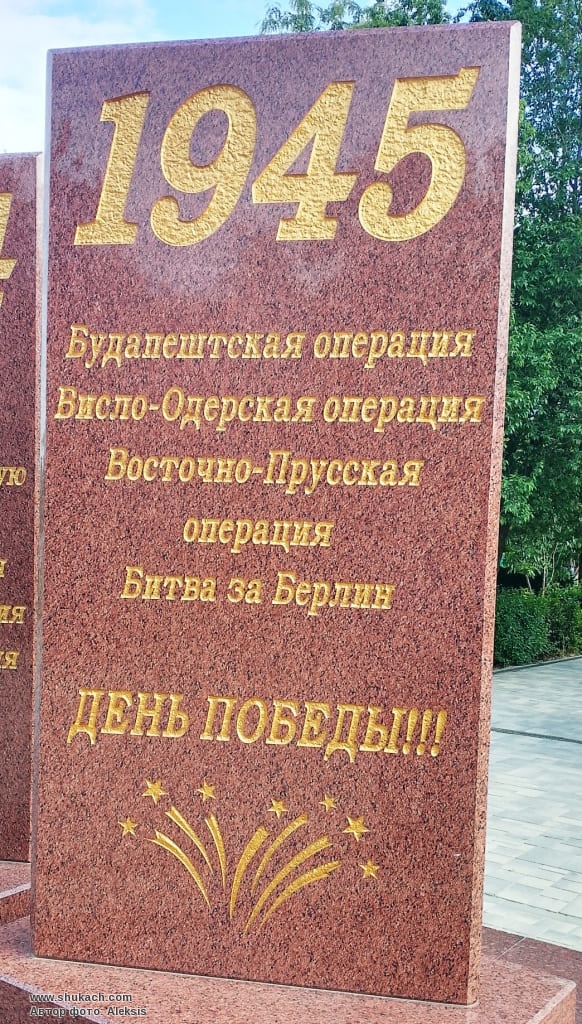 1945
Будапештская операция
Висло-Одерская операция
Восточно-Прусская
операция
Битва за Берлин
ДЕНЬ ПОБЕДЫ!!!
www.shukach.com
Автор фото: Aleksis